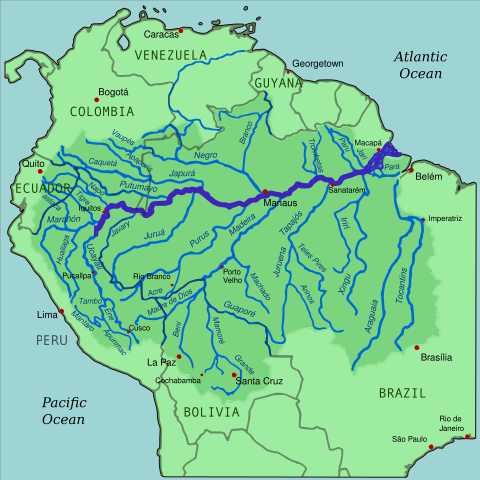 Caracas
VENEZUELA
Atlantic
Ocean
Georgetown
GUYANA
Bogotá
COLOMBIA
Vaupés
Apaporis
Caquetá
Negro
Branco
Trombetas
Paru
Jari
Macapá
Pará
Belém
Quito
ECUADOR
Napo
Putumayo
Japurá
Manaus
Sanatarém
Tigre
Iquitos
Marañón
Javary
Juruá
Purus
Madeira
Tapajós
Iriri
Imperatriz
Huallaga
Ucayali
Pucallpa
Rio Branco
Acre
Madre de Dios
Porto
Velho
Machado
Juruena
Teles Pires
Arinos
Xingu
Araguaia
Tocantins
Tambo
Ene
Mantaro
Apurimac
Lima
PERU
Cusco
Beni
Mamoré
Guaporé
Grande
La Paz
Cochabamba
Santa Cruz
BOLIVIA
Brasília
BRAZIL
Pacific
Ocean
Rio de
Janeiro
São Paulo